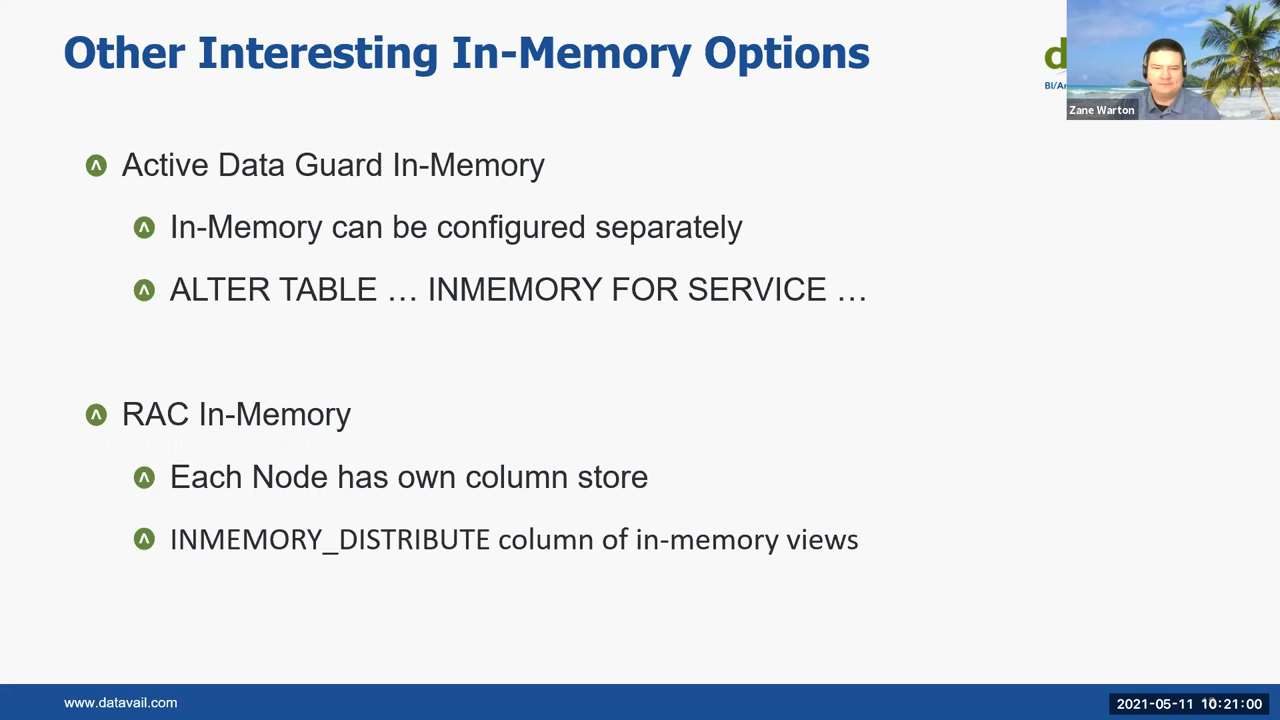 Other Interesting In-Memory Options
d
BI/A
Zane Warton
Active Data Guard In-Memory
In-Memory can be configured separately
ALTER TABLE … INMEMORY FOR SERVICE …
RAC In-Memory
Each Node has own column store
INMEMORY_DISTRIBUTE column of in-memory views
www.datavail.com
2021-05-11 10:21:00